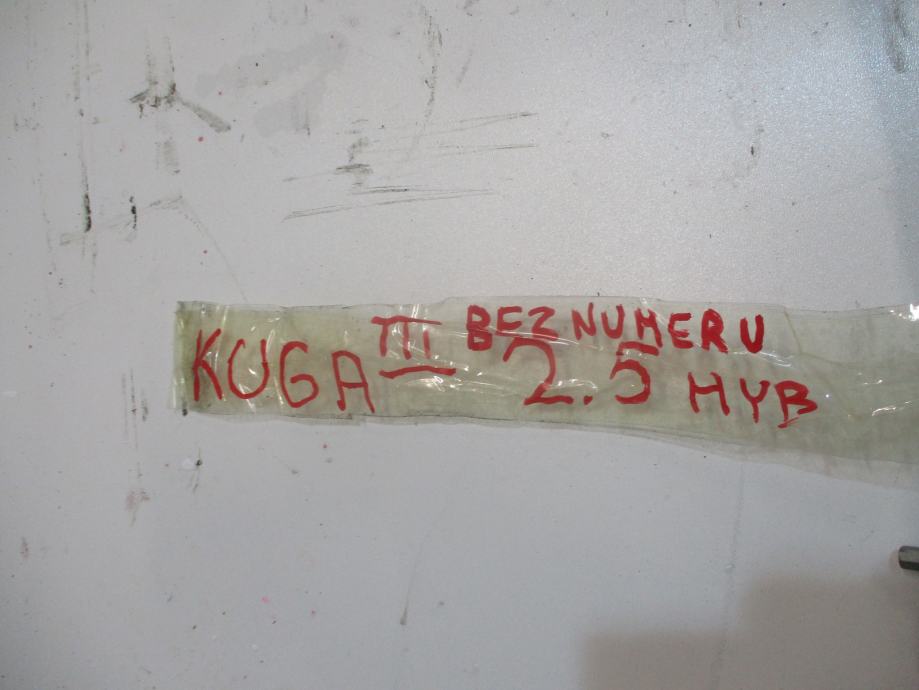 KUGA III BEZ NUMERU
2.5 HYB